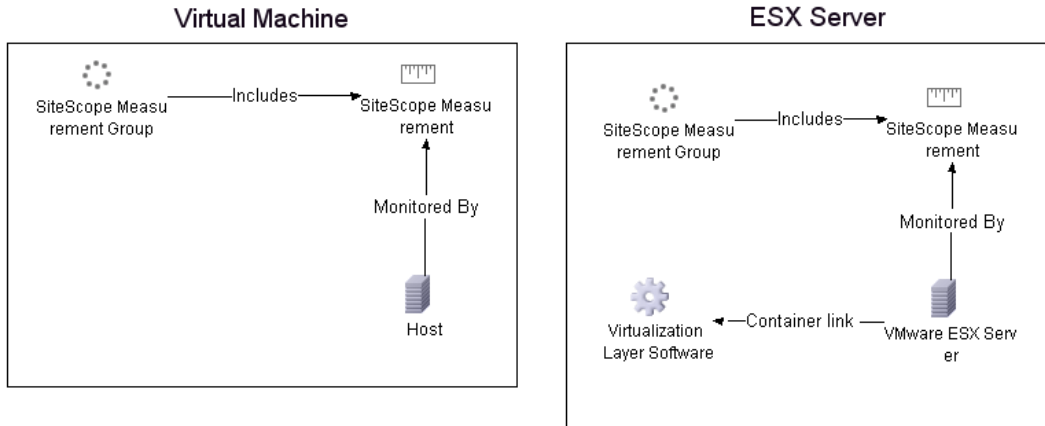 Virtual Machine
SiteScope Measu
rement Group
Includes
SiteScope Measu
rement
Monitored By
Host
ESX Server
SiteScope Measu
rement Group
Includes
SiteScope Measu
rement
Monitored By
Virtualization
Layer Software
Container link
VMware ESX Serv
er